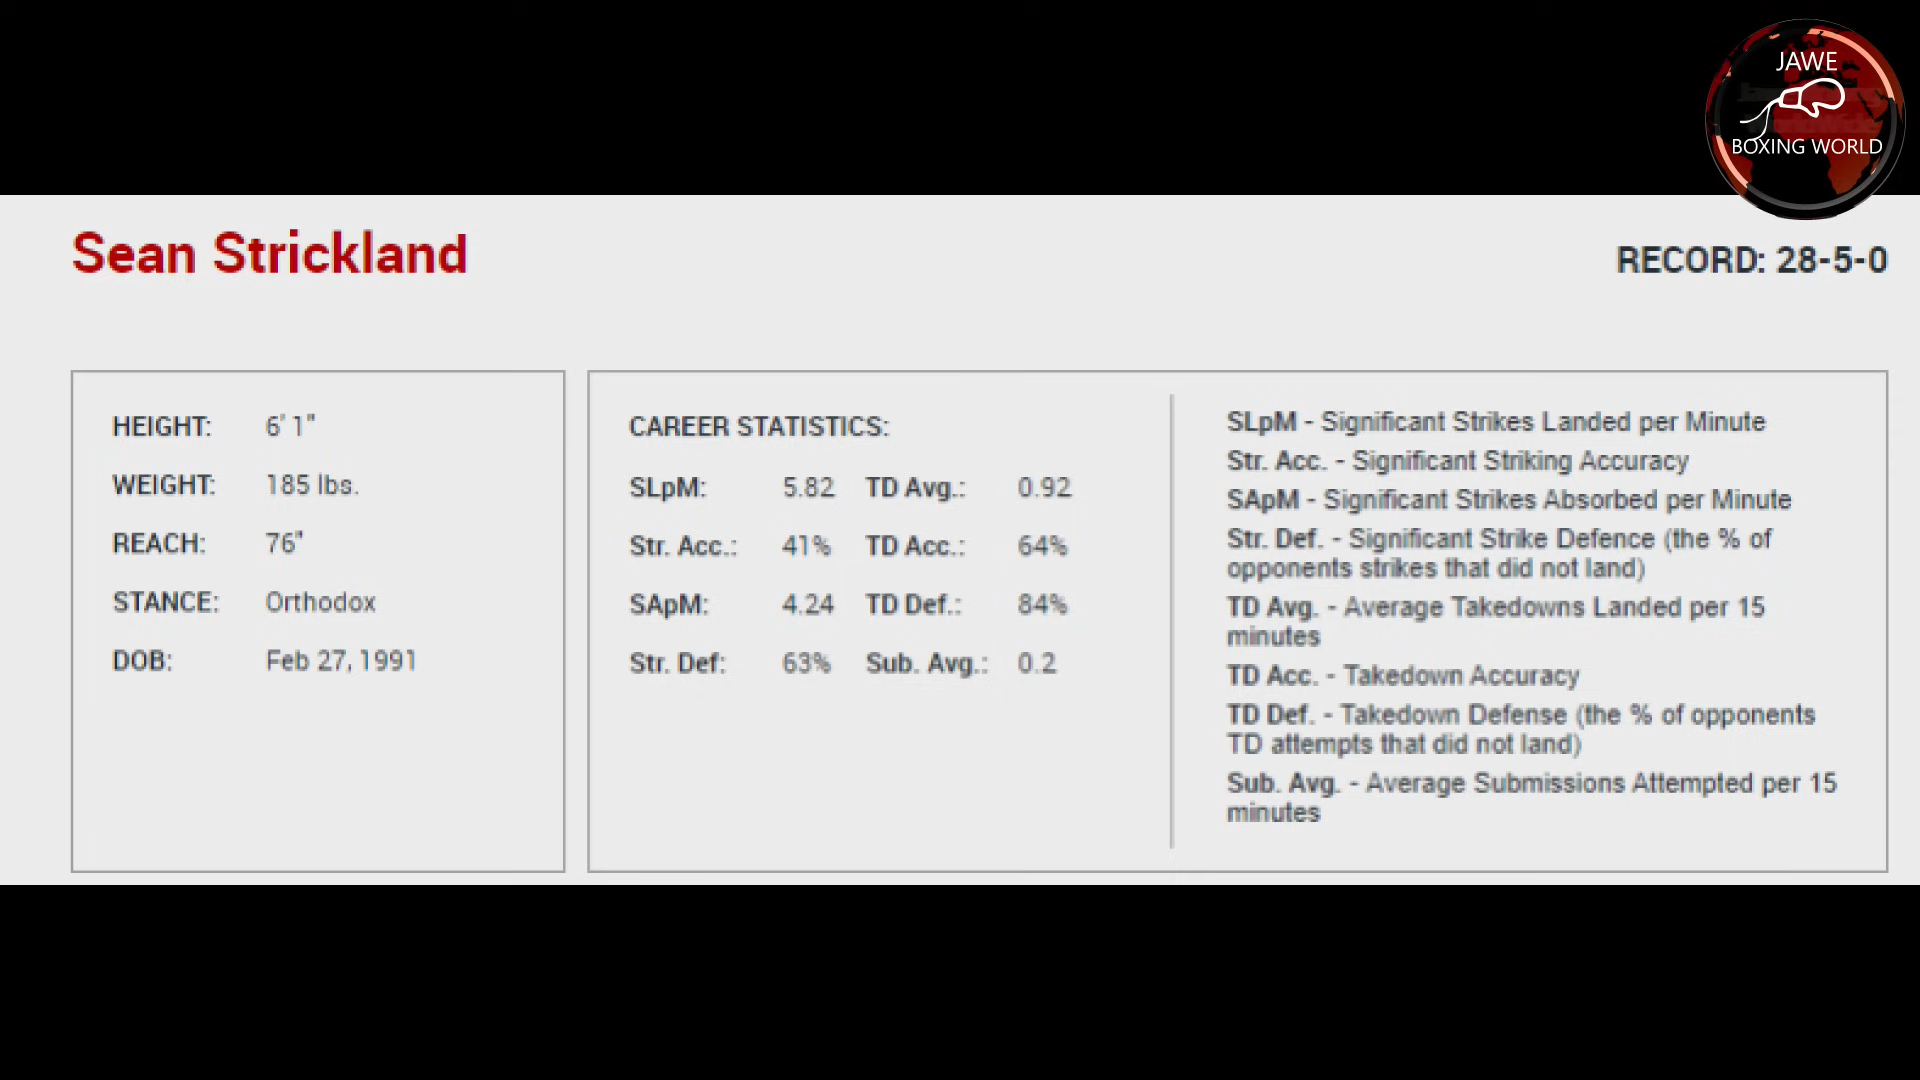 JAWE
BOXING WORLD
Sean Strickland
RECORD: 28-5-0
HEIGHT: 6' 1"
WEIGHT: 185 lbs.
REACH: 76"
STANCE: Orthodox
DOB: Feb 27, 1991
CAREER STATISTICS:
SLpM: 5.82 TD Avg.: 0.92
Str. Acc.: 41% TD Acc.: 64%
SApM: 4.24 TD Def.: 84%
Str. Def: 63% Sub. Avg.: 0.2
SLpM - Significant Strikes Landed per Minute
Str. Acc. - Significant Striking Accuracy
SApM - Significant Strikes Absorbed per Minute
Str. Def. - Significant Strike Defence (the % of
opponents strikes that did not land)
TD Avg. - Average Takedowns Landed per 15
minutes
TD Acc. - Takedown Accuracy
TD Def. - Takedown Defense (the % of opponents
TD attempts that did not land)
Sub. Avg. - Average Submissions Attempted per 15
minutes